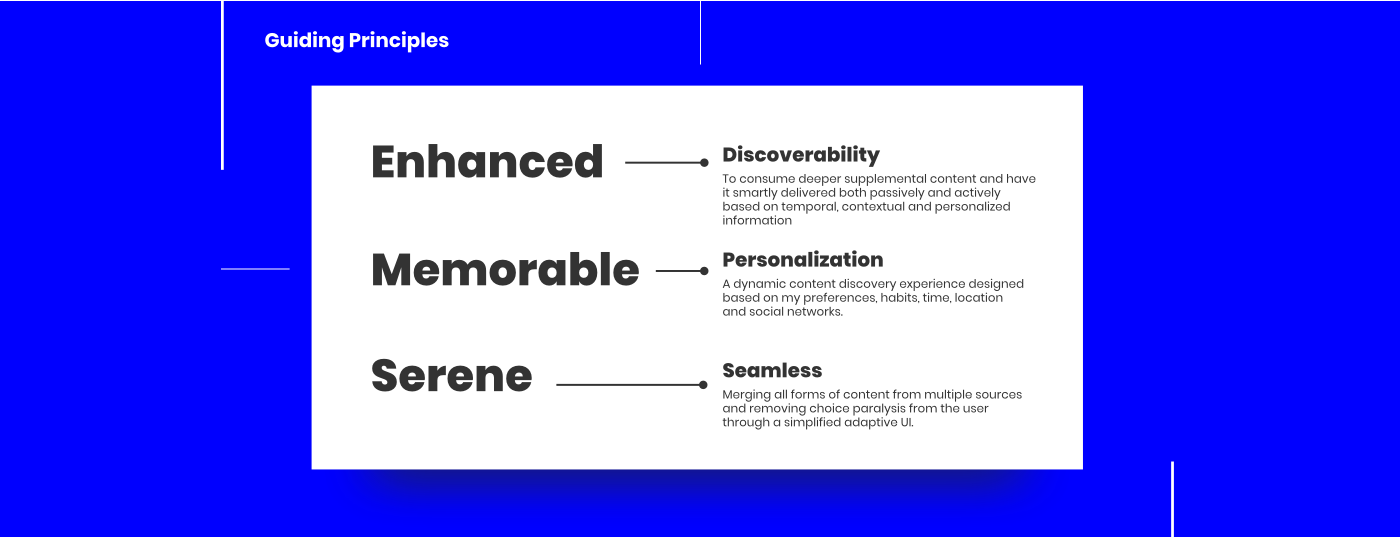 Guiding Principles
Enhanced
Discoverability
To consume deeper supplemental content and have
it smartly delivered both passively and actively
based on temporal, contextual and personalized
information
Memorable
Personalization
A dynamic content discovery experience designed
based on my preferences, habits, time, location
and social networks.
Serene
Seamless
Merging all forms of content from multiple sources
and removing choice paralysis from the user
through a simplified adaptive UI.